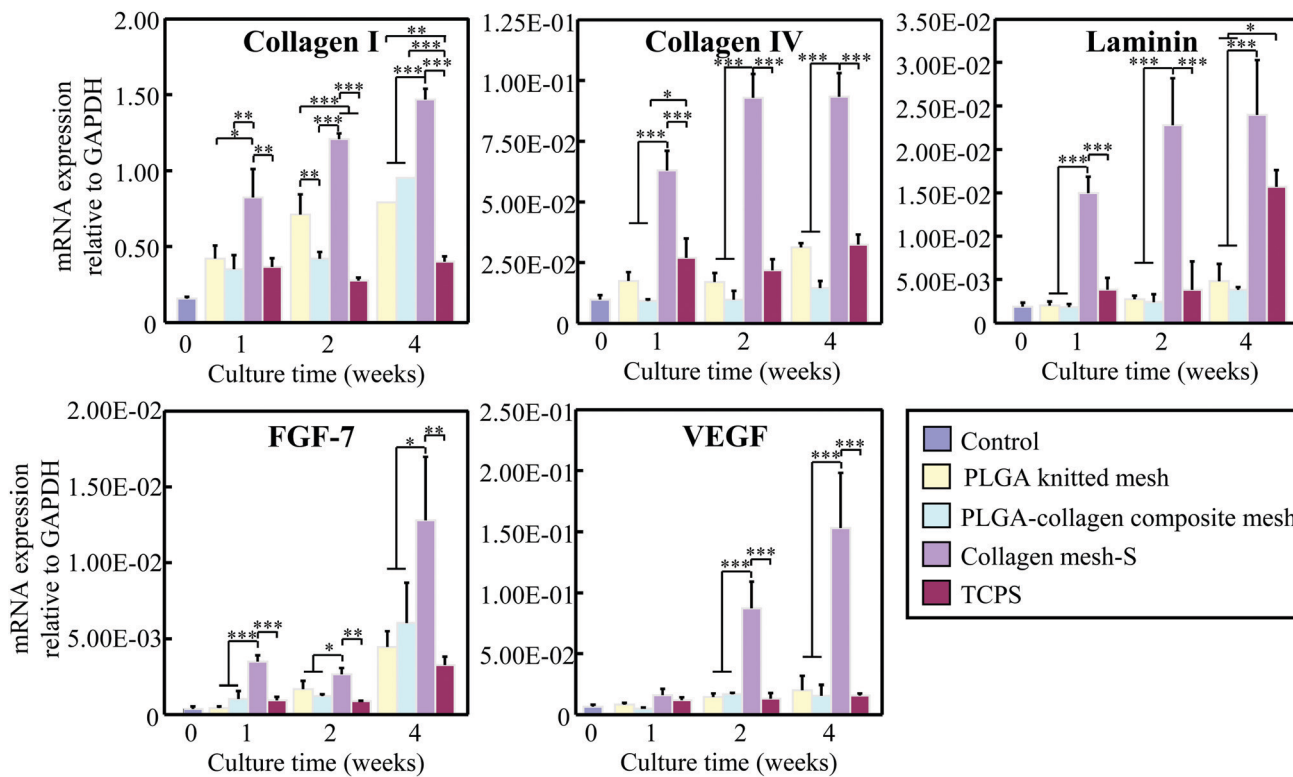 Collagen I
mRNA expression
relative to GAPDH
2.00
1.50
1.00
0.50
0
** *** *** *** 
*** *** *** **
** * ** 
0 1 2 4
Culture time (weeks)
Collagen IV
1.25E-01
1.00E-01
7.50E-02
5.00E-02
2.50E-02
0
*** *** *** ***
* *** ***
0 1 2 4
Culture time (weeks)
Laminin
3.50E-02
3.00E-02
2.50E-02
2.00E-02
1.50E-02
1.00E-02
5.00E-03
0
* ***
*** ***
*** ***
0 1 2 4
Culture time (weeks)
FGF-7
mRNA expression
relative to GAPDH
2.00E-02
1.50E-02
1.00E-02
5.00E-03
0
* **
*** *** * **
0 1 2 4
Culture time (weeks)
VEGF
2.50E-01
2.00E-01
1.50E-01
1.00E-01
5.00E-02
0
*** ***
*** ***
0 1 2 4
Culture time (weeks)
Control
PLGA knitted mesh
PLGA-collagen composite mesh
Collagen mesh-S
TCPS